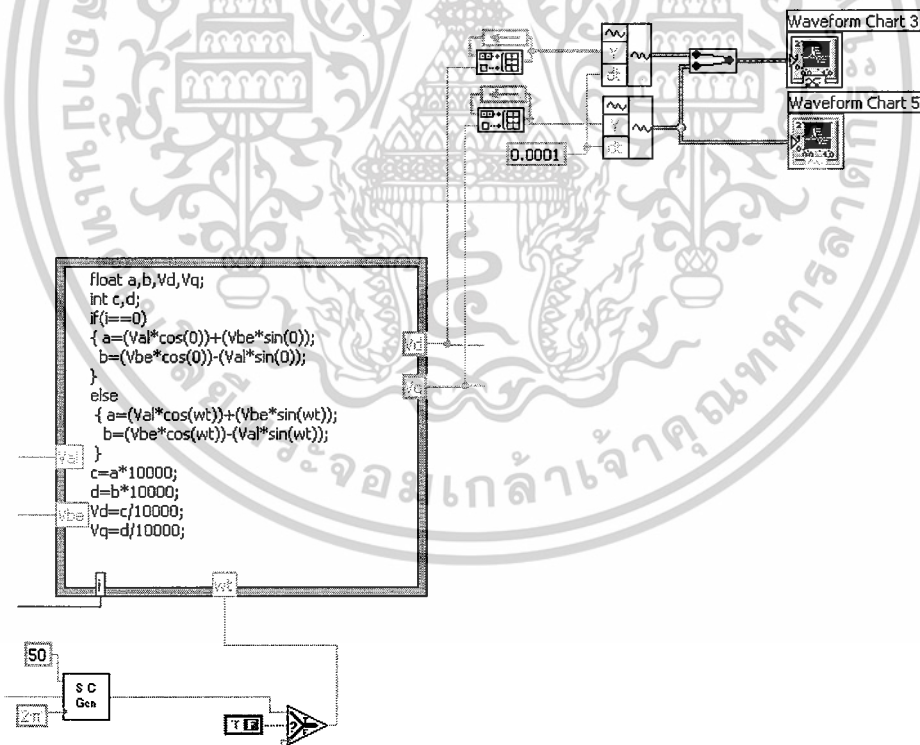 Waveform Chart 3
Waveform Chart 5
Y
dt
Y
dt
0.0001
float a,b,Vd,Vq;
int c,d;
if(i==0)
{ a=(Val*cos(0))+(Vbe*sin(0));
b=(Vbe*cos(0))-(Val*sin(0));
}
else
{ a=(Val*cos(wt))+(Vbe*sin(wt));
b=(Vbe*cos(wt))-(Val*sin(wt));
}
c=a*10000;
d=b*10000;
Vd=c/10000;
Vq=d/10000;
Vd
Vq
Val
Vbe
i
wt
50
S C
Gen
2π
T F
?